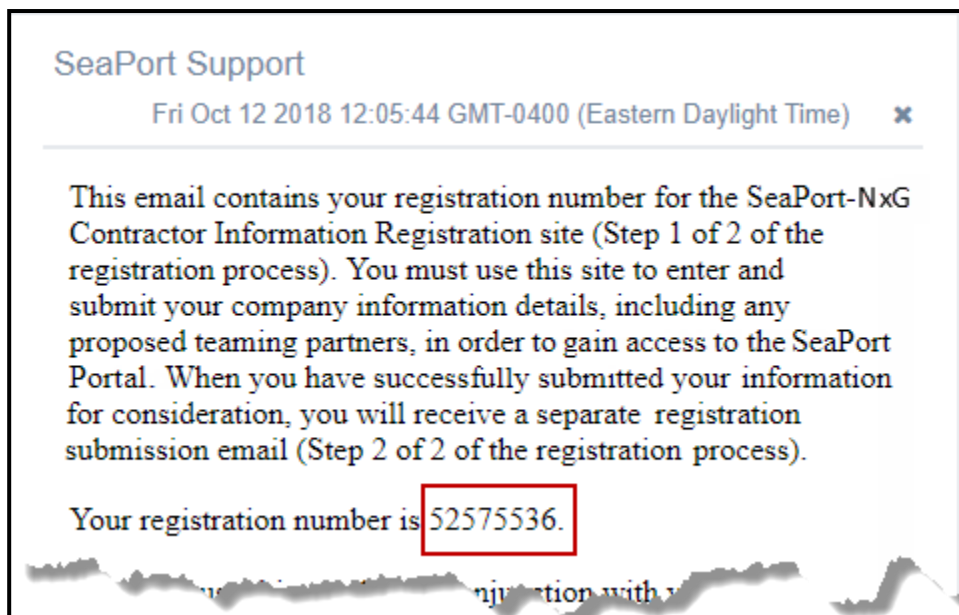 SeaPort Support
Fri Oct 12 2018 12:05:44 GMT-0400 (Eastern Daylight Time) ×
This email contains your registration number for the SeaPort-NxG
Contractor Information Registration site (Step 1 of 2 of the
registration process). You must use this site to enter and
submit your company information details, including any
proposed teaming partners, in order to gain access to the SeaPort
Portal. When you have successfully submitted your information
for consideration, you will receive a separate registration
submission email (Step 2 of 2 of the registration process).
Your registration number is 52575536.
with